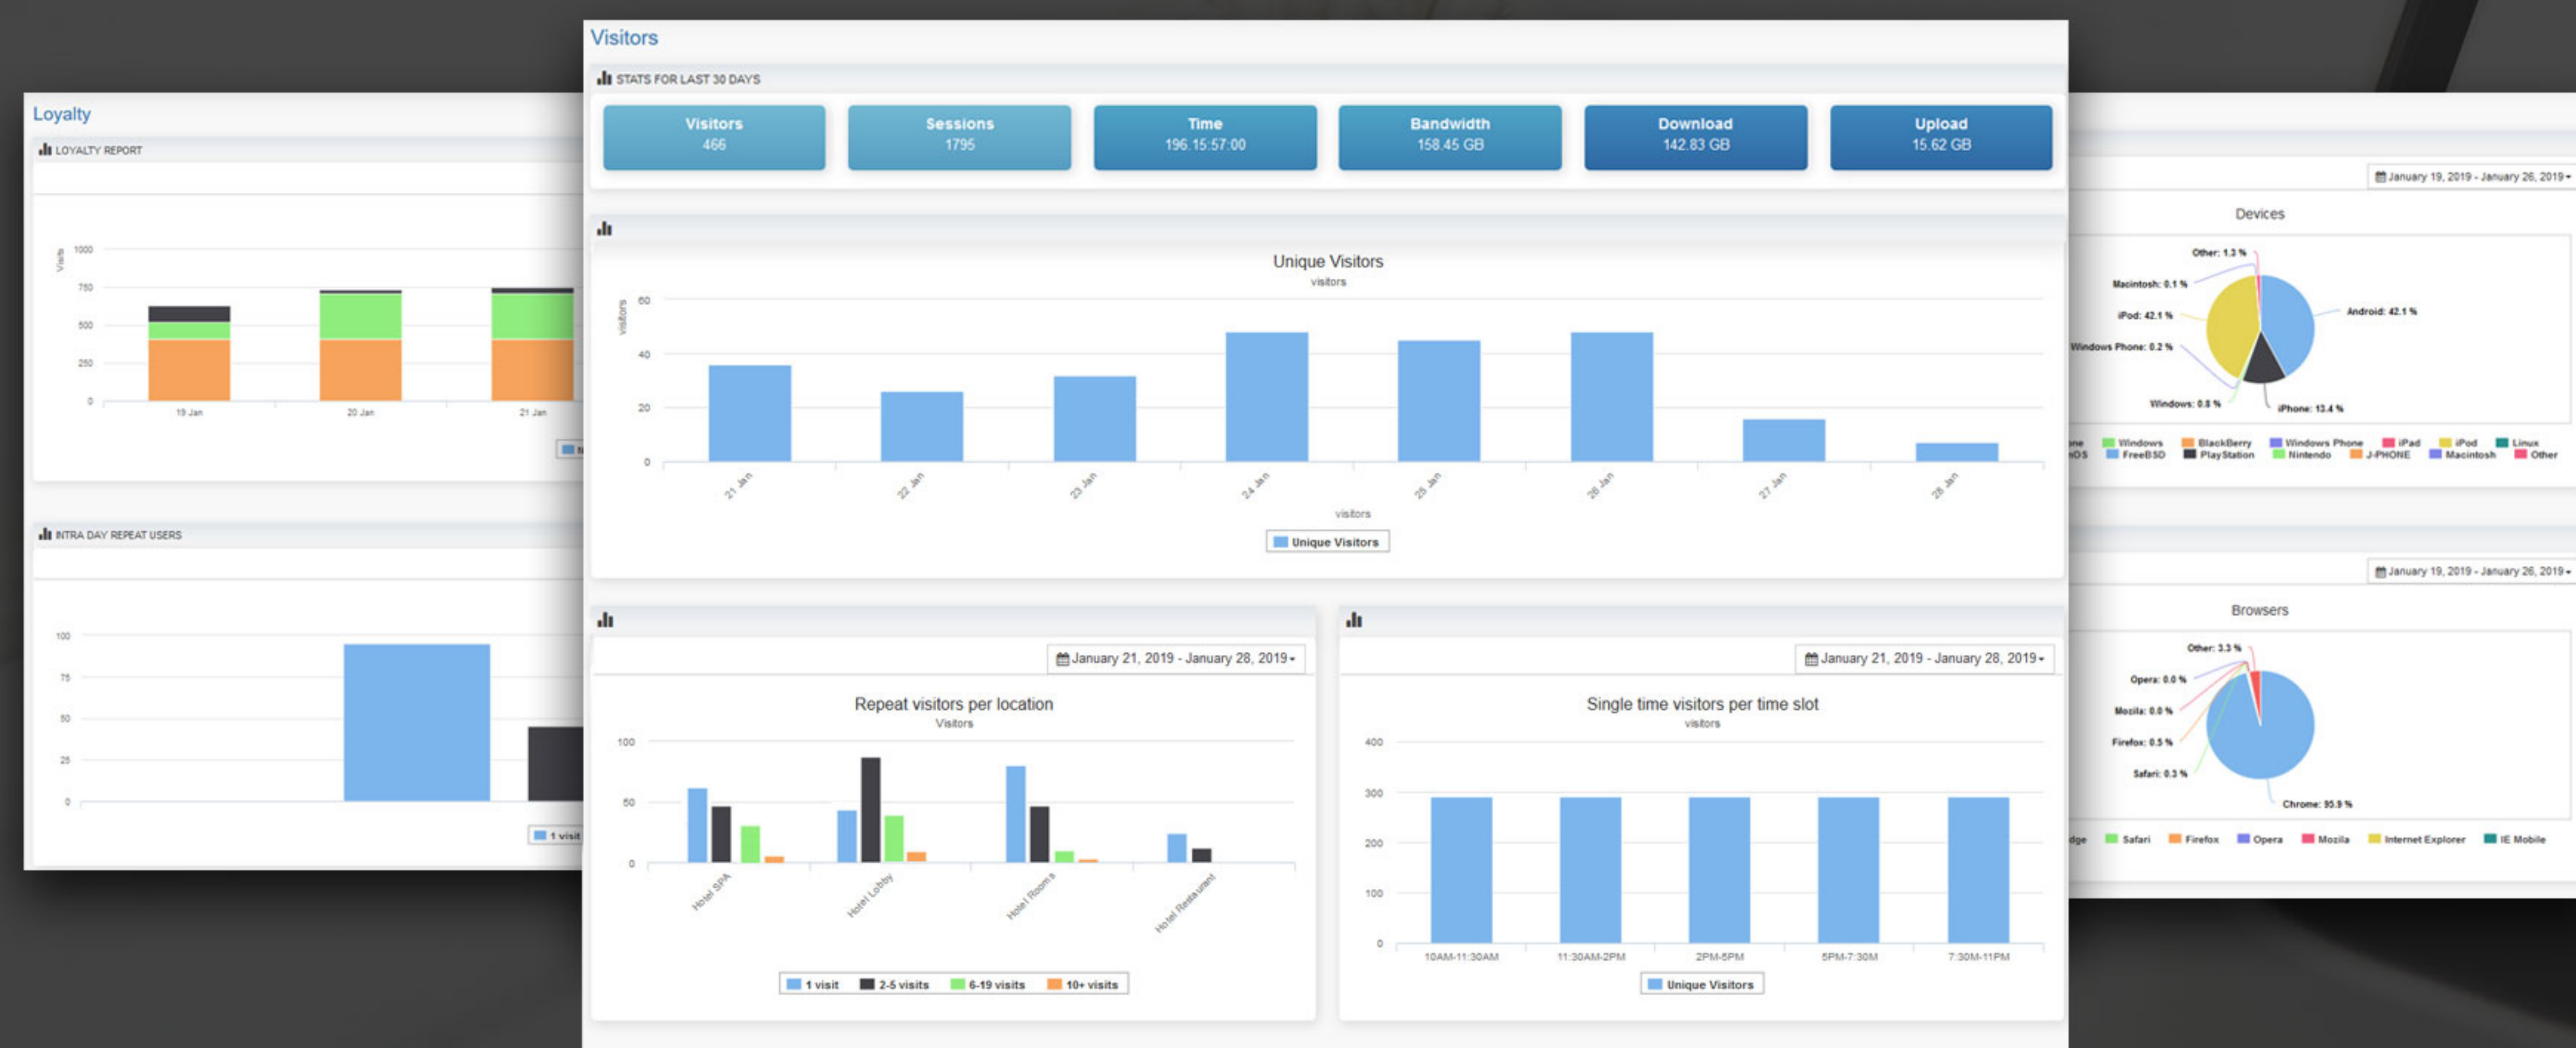 Loyalty
LOYALTY REPORT
Visits
1000
750
500
250
0
19 Jan
20 Jan
21 Jan
INTRA DAY REPEAT USERS
100
75
50
25
0
1 visit
Visitors
STATS FOR LAST 30 DAYS
Visitors
466
Sessions
1795
Time
196.15:57:00
Bandwidth
158.45 GB
Download
142.83 GB
Upload
15.62 GB
Unique Visitors
visitors
visitors
60
40
20
0
21 Jan
22 Jan
23 Jan
24 Jan
25 Jan
26 Jan
27 Jan
28 Jan
visitors
Unique Visitors
January 21, 2019 - January 28, 2019
Repeat visitors per location
Visitors
100
50
0
Hotel SPA
Hotel Lobby
Hotel Rooms
Hotel Restaurant
1 visit 2-5 visits 6-19 visits 10+ visits
January 21, 2019 - January 28, 2019
Single time visitors per time slot
visitors
400
300
200
100
0
10AM-11:30AM
11:30AM-2PM
2PM-5PM
5PM-7:30M
7:30M-11PM
Unique Visitors
January 19, 2019 - January 26, 2019
Devices
Other: 1.3 %
Macintosh: 0.1 %
iPod: 42.1 %
Android: 42.1 %
Windows Phone: 0.2 %
Windows: 0.8 %
iPhone: 13.4 %
Windows BlackBerry Windows Phone iPad iPod Linux
FreeBSD PlayStation Nintendo J-PHONE Macintosh Other
January 19, 2019 - January 26, 2019
Browsers
Other: 3.3 %
Opera: 0.0 %
Mozila: 0.0 %
Firefox: 0.5 %
Safari: 0.3 %
Chrome: 95.9 %
Safari Firefox Opera Mozila Internet Explorer IE Mobile